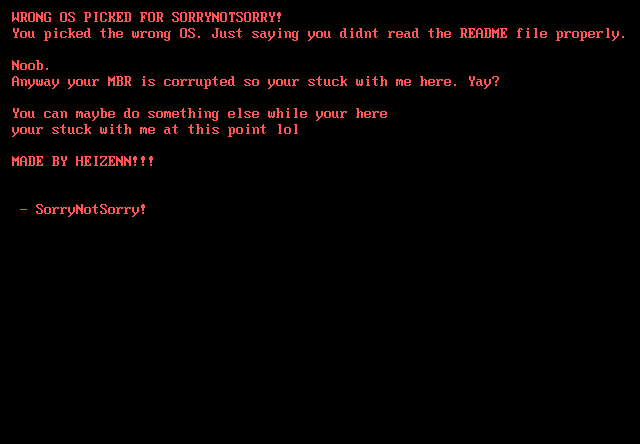 WRONG OS PICKED FOR SORRYNOTSORRY!
You picked the wrong OS. Just saying you didnt read the README file properly.
Noob.
Anyway your MBR is corrupted so your stuck with me here. Yay?
You can maybe do something else while your here
your stuck with me at this point lol
MADE BY HEIZENN!!!
- SorryNotSorry!